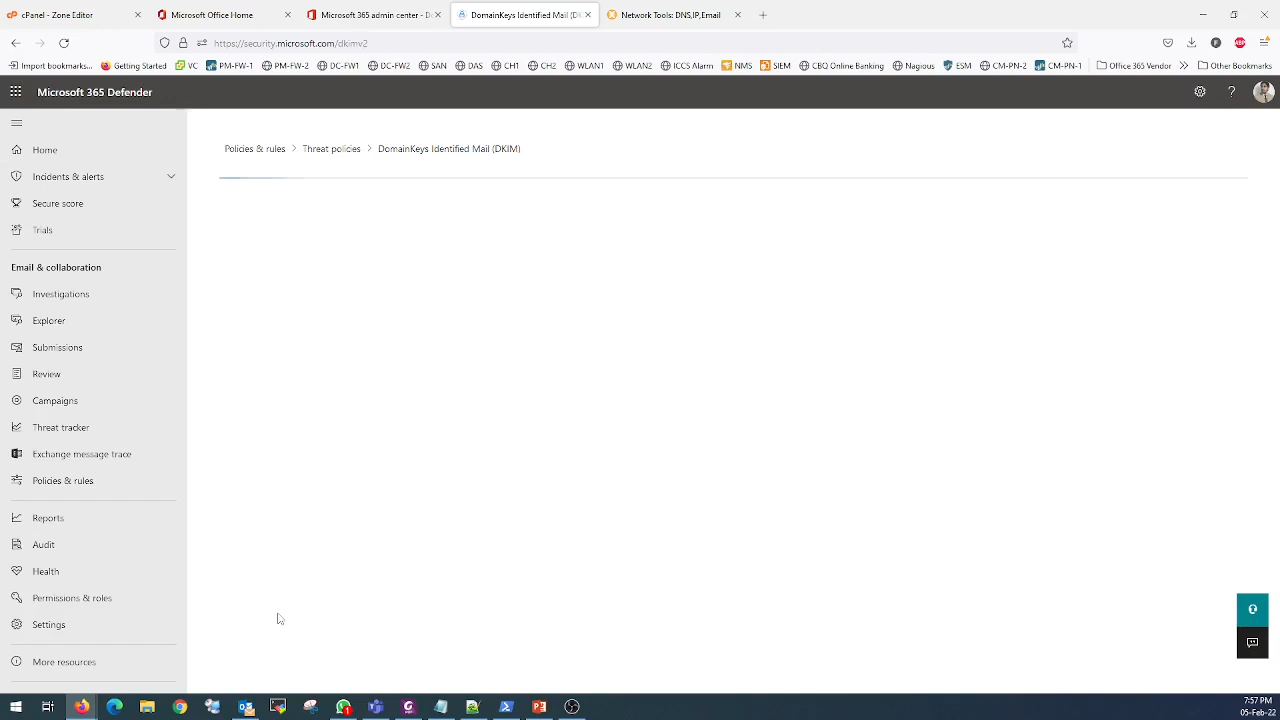 cPanel - Zone Editor
Microsoft Office Home
Microsoft 365 admin center - Do
DomainKeys Identified Mail (DK
Network Tools: DNS,IP,Email
https://security.microsoft.com/dkimv2
Import bookmarks...
Getting Started
VC
PM-FW-1
PM-FW-2
DC-FW1
DC-FW2
SAN
DAS
CH1
CH2
WLAN1
WLAN2
ICCS Alarm
NMS
SIEM
CBQ Online Banking
Nagious
ESM
CM-PN-2
CM-PN-1
Office 365 Vendor
Other Bookmarks
Microsoft 365 Defender
Policies & rules > Threat policies > DomainKeys Identified Mail (DKIM)
Home
Incidents & alerts
Secure score
Trials
Email & collaboration
Investigations
Explorer
Submissions
Review
Campaigns
Threat tracker
Exchange message trace
Policies & rules
Reports
Audit
Health
Permissions & roles
Settings
More resources
7:57 PM
05-Feb-22